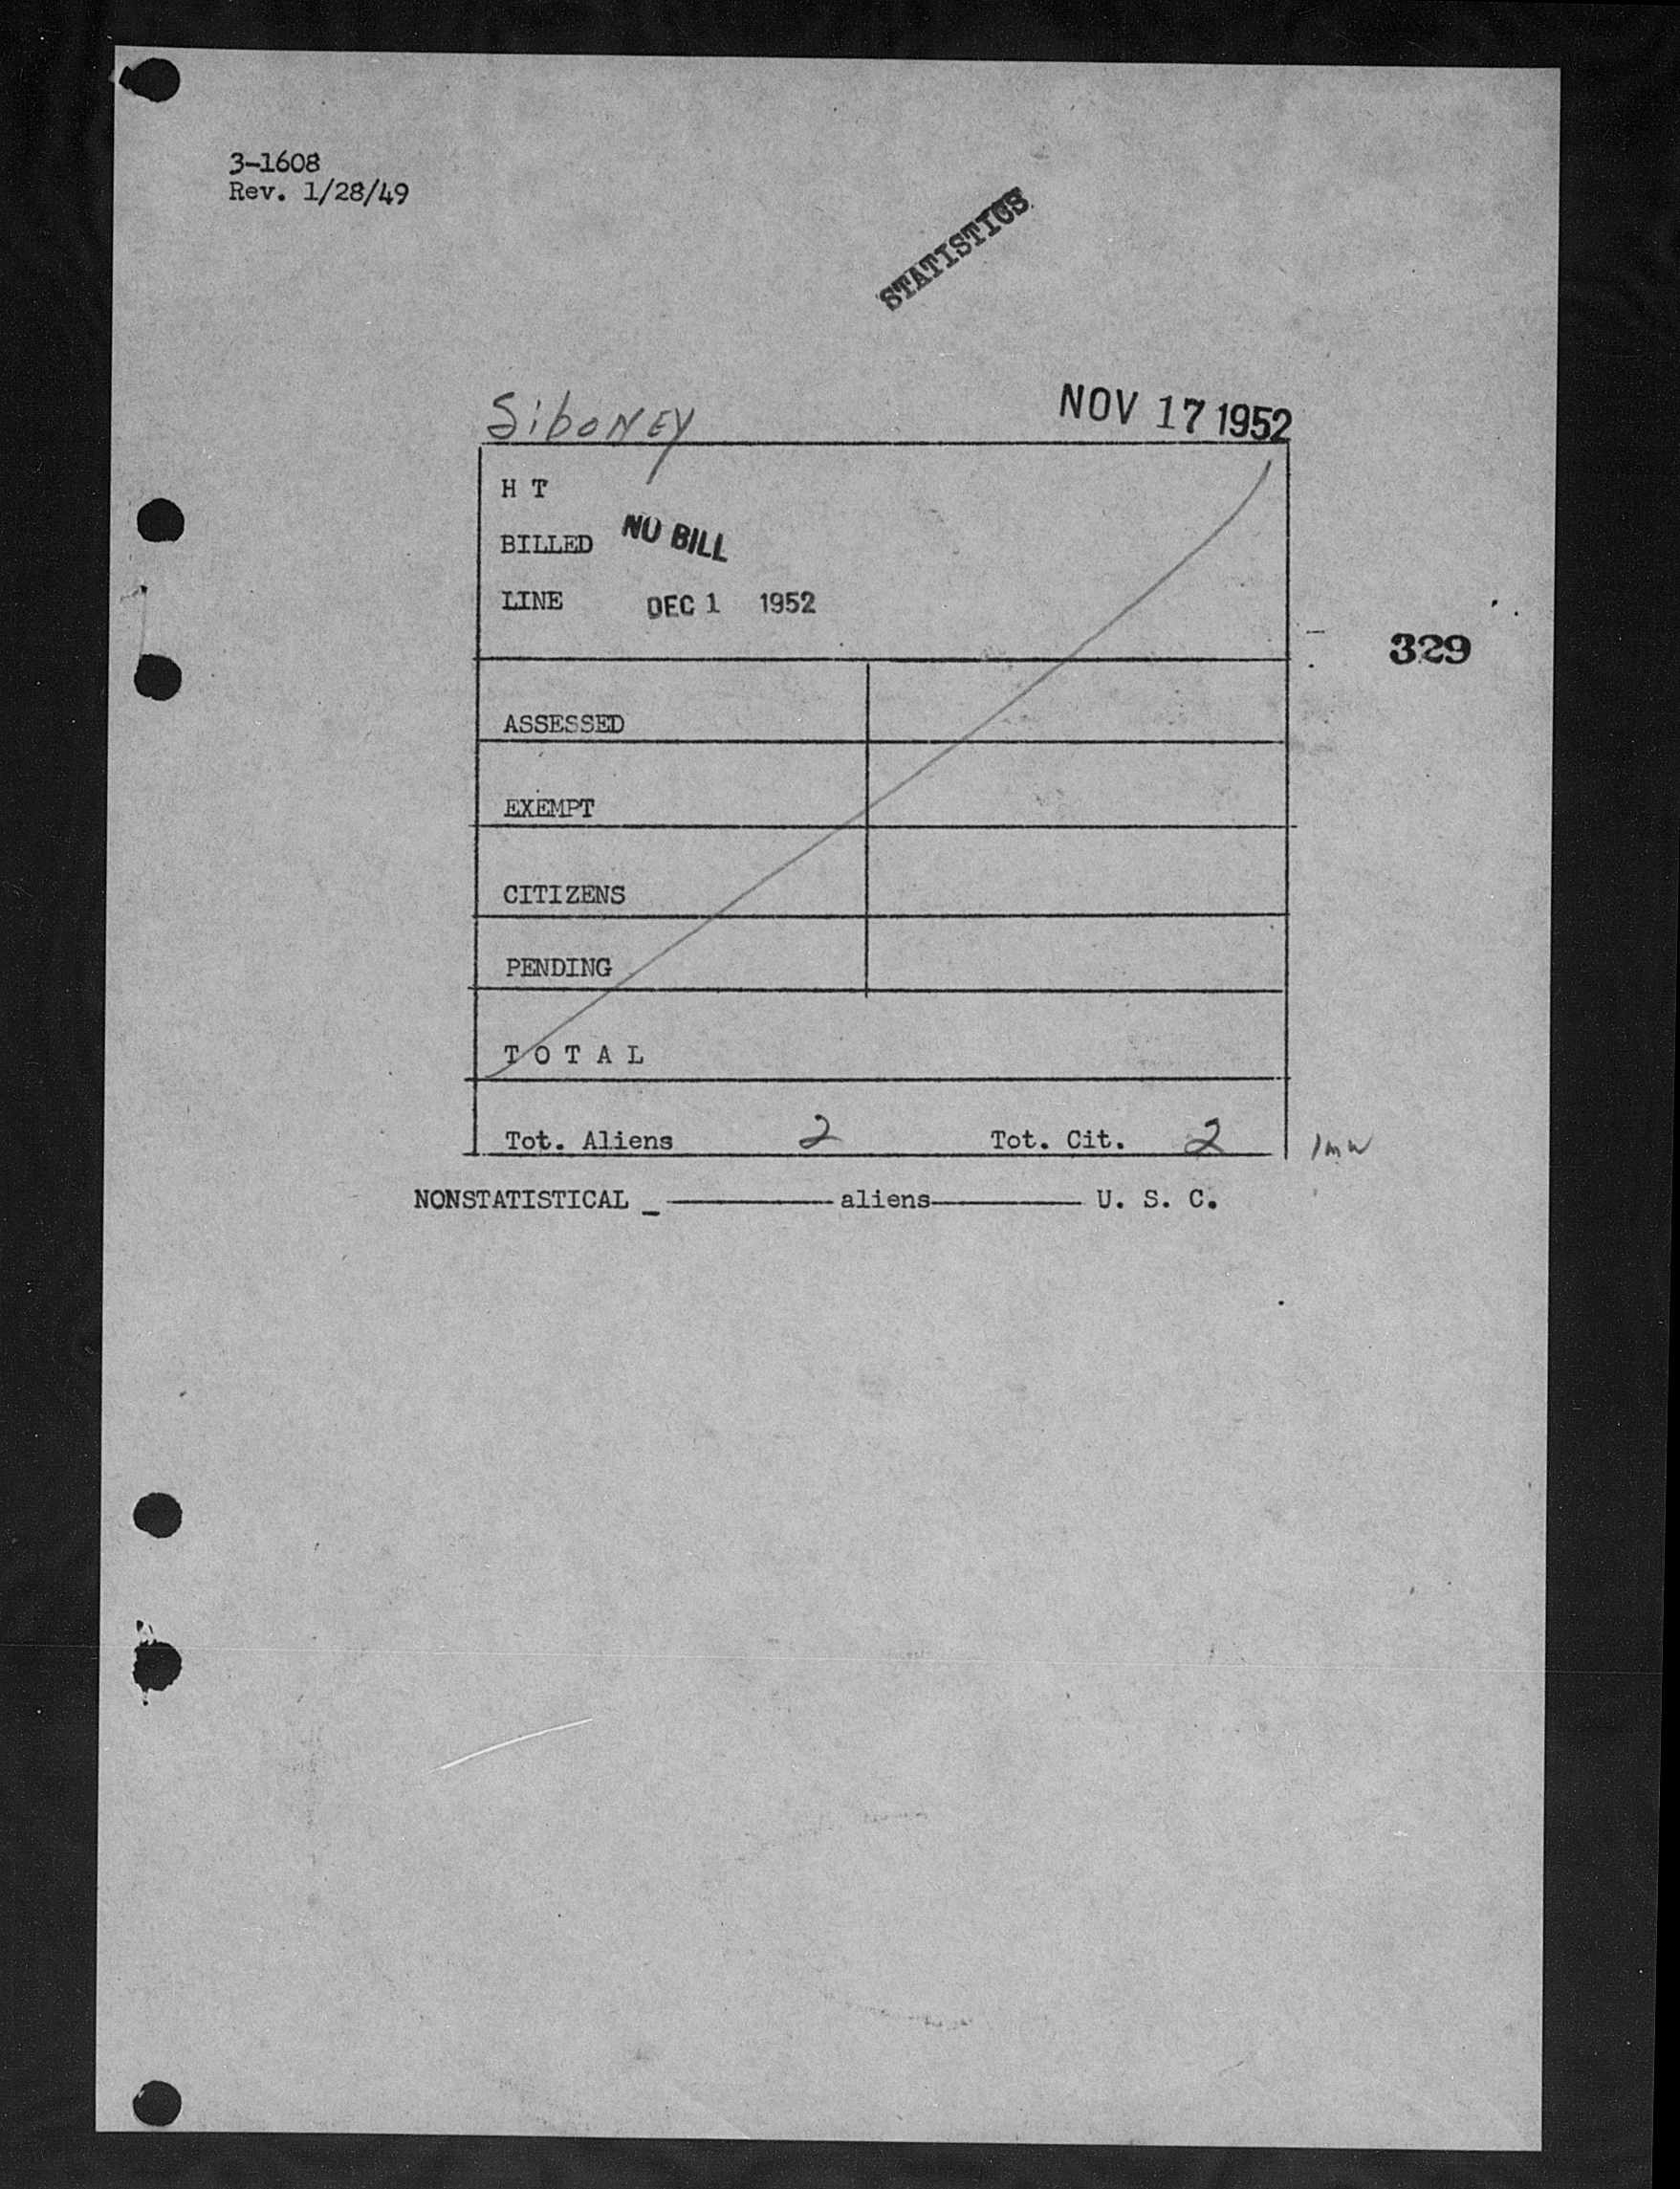 3-1608
Rev. 1/28/49
STATISTICS
Siboney NOV 17 1952
H T
BILLED NO BILL
LINE DEC 1 1952
329
ASSESSED
EXEMPT
CITIZENS
PENDING
T O T A L
Tot. Aliens 2 Tot. Cit. 2
NONSTATISTICAL _ ———— aliens ———— U. S. C.